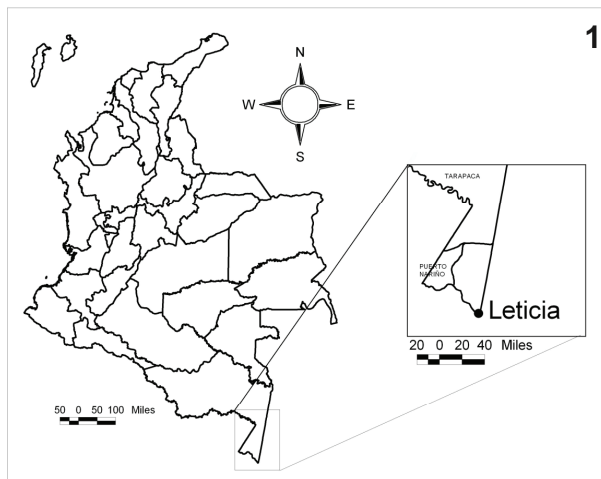 1
N
W E
S
TARAPACA
PUERTO
NARIÑO
Leticia
20 0 20 40 Miles
50 0 50 100 Miles